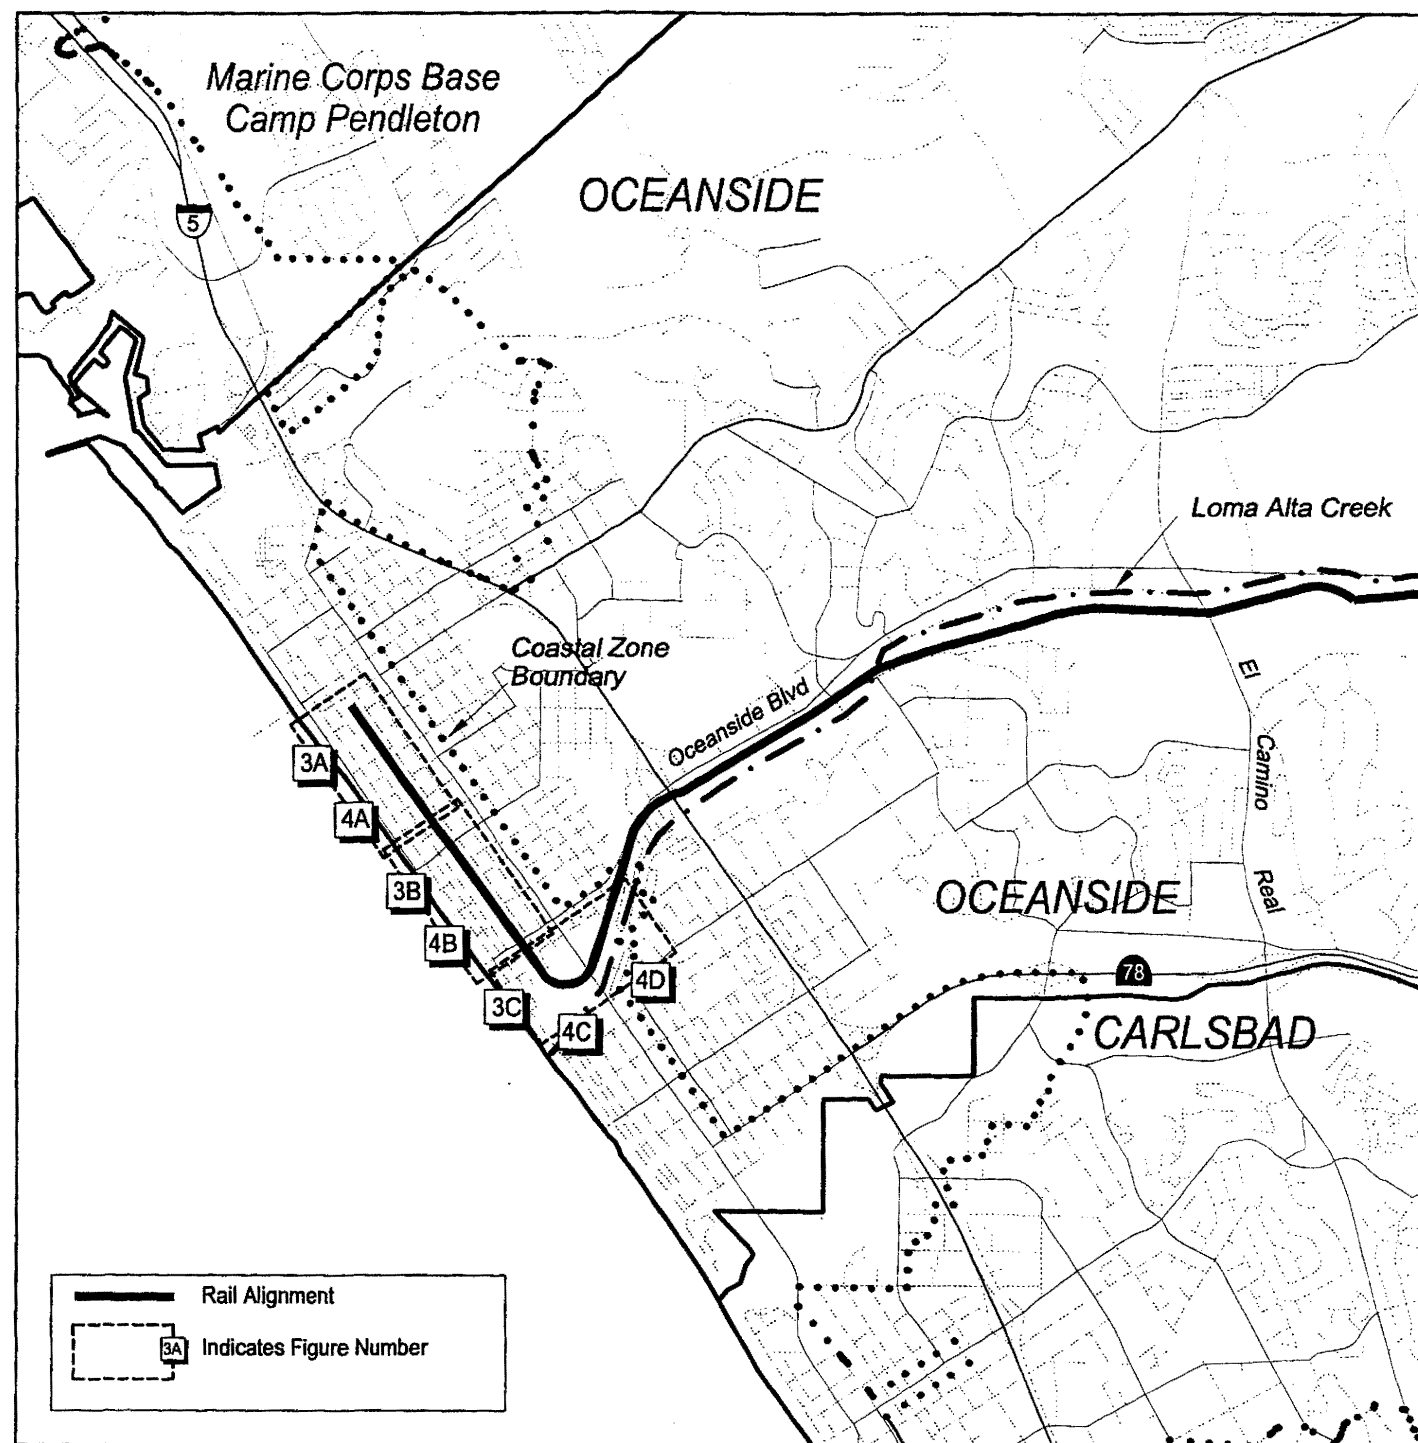 Marine Corps Base
Camp Pendleton
OCEANSIDE
5
Loma Alta Creek
Coastal Zone
Boundary
Oceanside Blvd
El Camino Real
3A
4A
3B
4B
3C
4C
4D
OCEANSIDE
78
CARLSBAD
Rail Alignment
3A
Indicates Figure Number